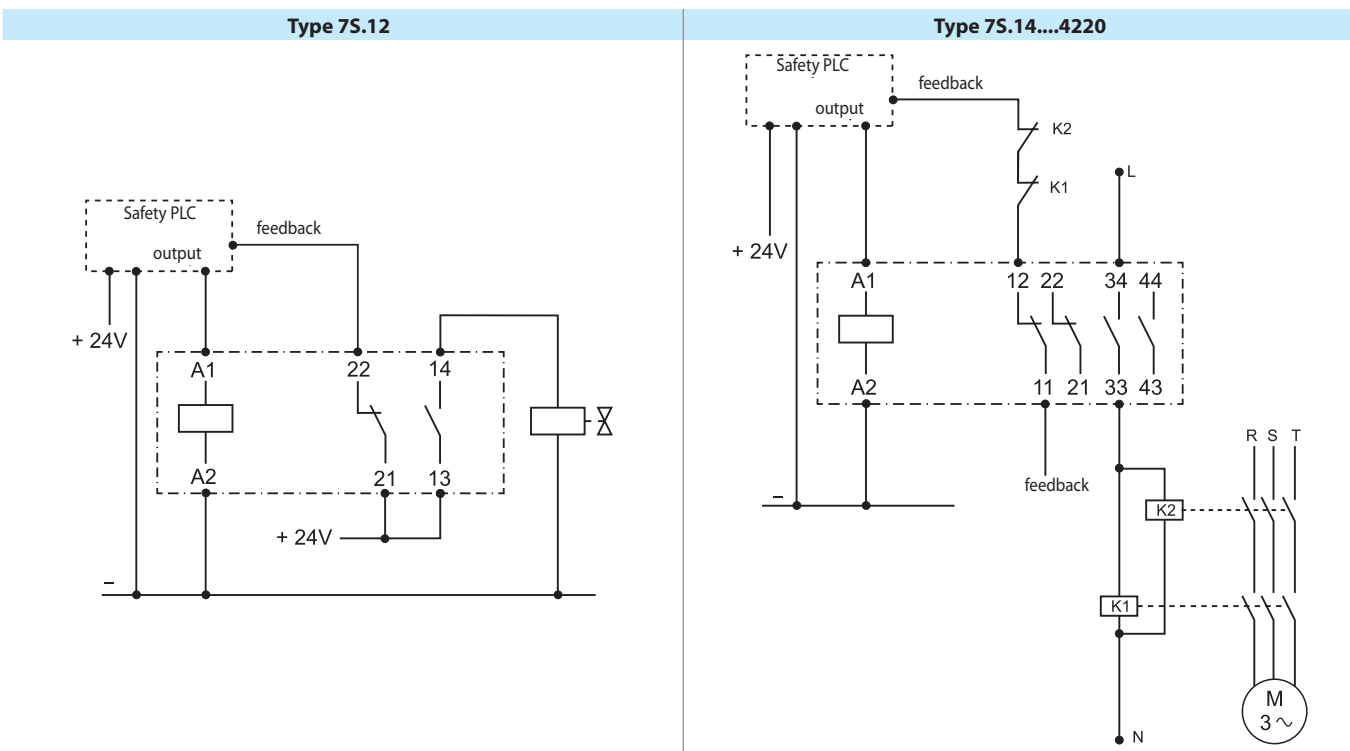 Type 7S.12
Safety PLC
output
feedback
+ 24V
A1 22 14
A2 21 13
+ 24V
–
Type 7S.14....4220
Safety PLC
output
feedback
K2
K1
L
+ 24V
A1 12 22 34 44
A2 11 21 33 43
feedback
–
R S T
K2
K1
M
3 ~
N